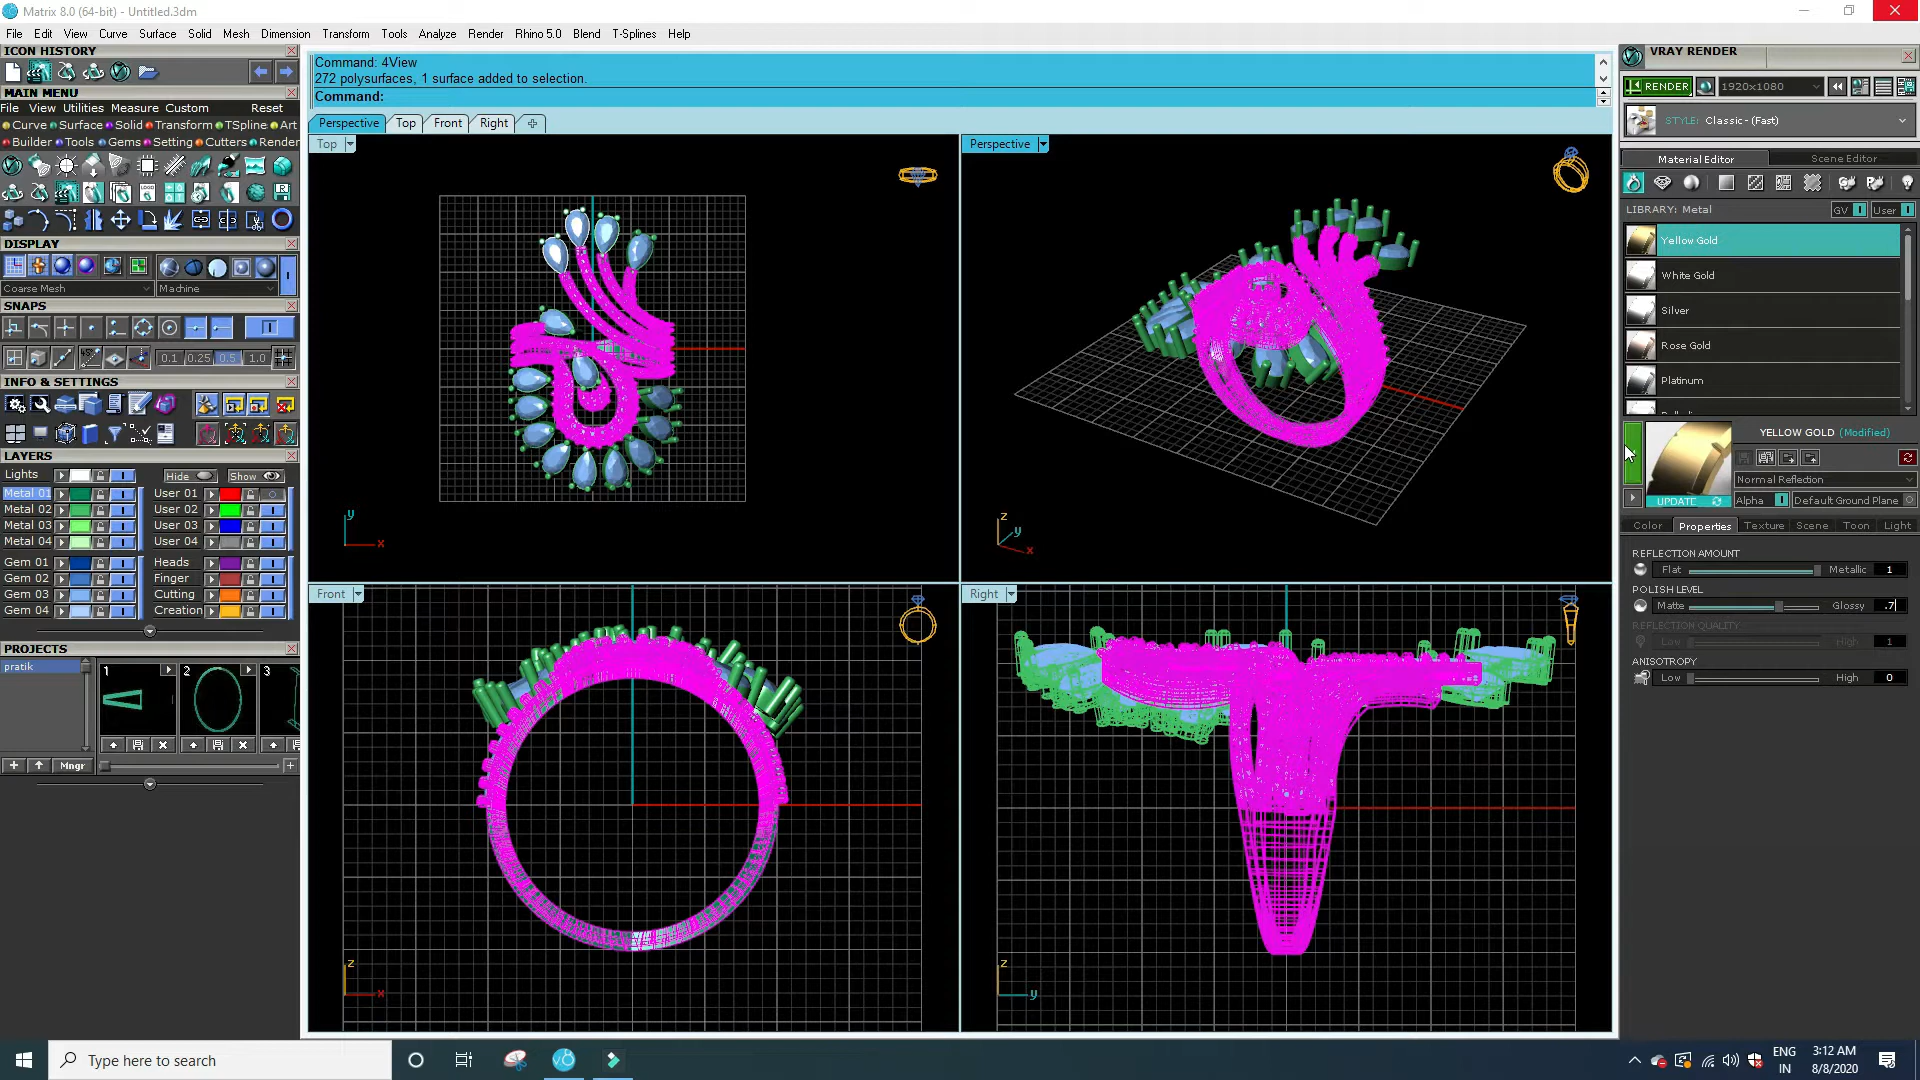 Matrix 8.0 (64-bit) - Untitled.3dm
File Edit View Curve Surface Solid Mesh Dimension Transform Tools Analyze Render Rhino 5.0 Blend T-Splines Help
ICON HISTORY
MAIN MENU
File View Utilities Measure Custom Reset
Curve Surface Solid Transform TSpline Art
Builder Tools Gems Setting Cutters Render
DISPLAY
Coarse Mesh Machine
SNAPS
0.1 0.25 0.5 1.0
INFO & SETTINGS
LAYERS
Lights Hide Show
Metal 01 User 01
Metal 02 User 02
Metal 03 User 03
Metal 04 User 04
Gem 01 Heads
Gem 02 Finger
Gem 03 Cutting
Gem 04 Creation
PROJECTS
pratik 1 2 3
Mngr
Command: 4View
272 polysurfaces, 1 surface added to selection.
Command:
Perspective Top Front Right
Top
y
x
Perspective
z
y
x
Front
z
x
Right
z
y
VRAY RENDER
RENDER 1920x1080
STYLE: Classic - (Fast)
Material Editor Scene Editor
LIBRARY: Metal GV User
Yellow Gold
White Gold
Silver
Rose Gold
Platinum
YELLOW GOLD (Modified)
Normal Reflection
UPDATE Alpha Default Ground Plane
Color Properties Texture Scene Toon Light
REFLECTION AMOUNT
Flat Metallic 1
POLISH LEVEL
Matte Glossy .7
REFLECTION QUALITY
Low High 1
ANISOTROPY
Low High 0
Type here to search
ENG
IN
3:12 AM
8/8/2020